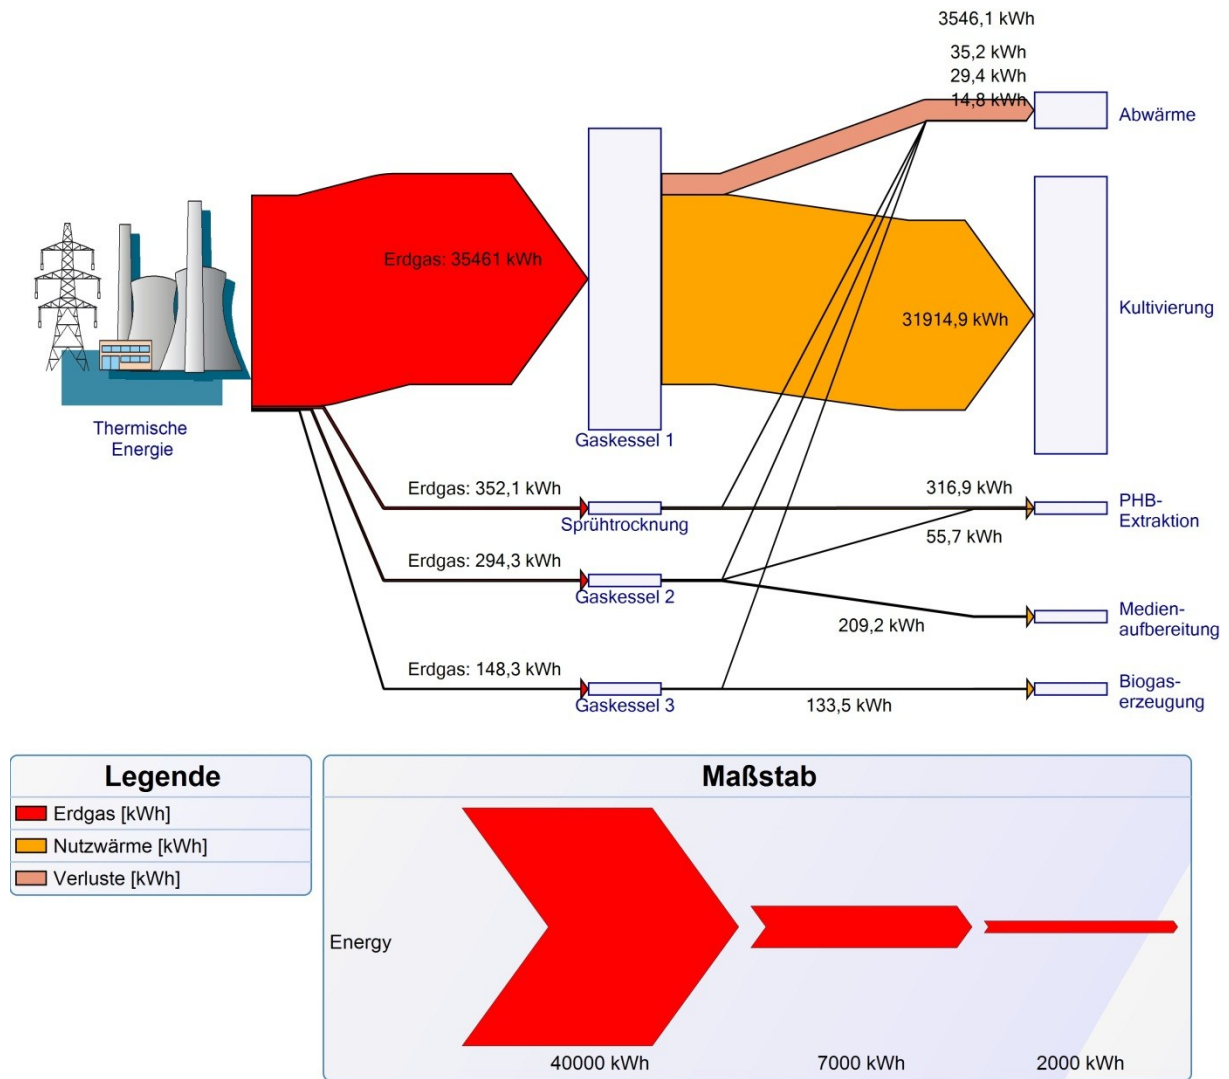 3546,1 kWh
35,2 kWh
29,4 kWh
14,8 kWh
Abwärme
Erdgas: 35461 kWh
31914,9 kWh
Kultivierung
Thermische
Energie
Gaskessel 1
Erdgas: 352,1 kWh
316,9 kWh
PHB-
Extraktion
Sprühtrocknung
55,7 kWh
Erdgas: 294,3 kWh
Gaskessel 2
209,2 kWh
Medien-
aufbereitung
Erdgas: 148,3 kWh
Gaskessel 3
133,5 kWh
Biogas-
erzeugung
Legende
Erdgas [kWh]
Nutzwärme [kWh]
Verluste [kWh]
Maßstab
Energy
40000 kWh
7000 kWh
2000 kWh